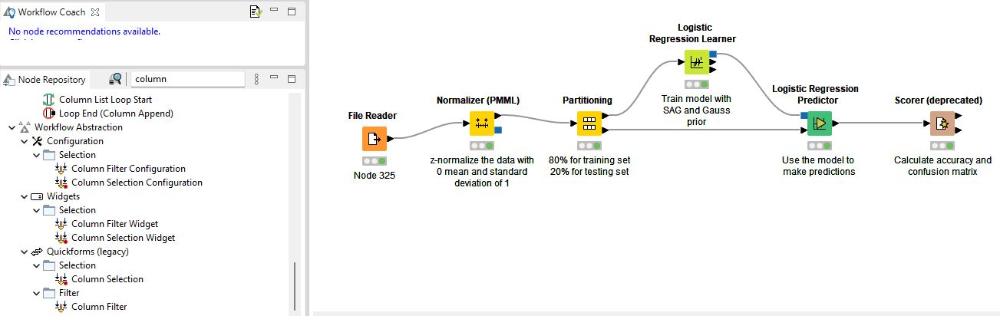 Workflow Coach
No node recommendations available.
Node Repository
column
Column List Loop Start
Loop End (Column Append)
Workflow Abstraction
Configuration
Selection
Column Filter Configuration
Column Selection Configuration
Widgets
Selection
Column Filter Widget
Column Selection Widget
Quickforms (legacy)
Selection
Column Selection
Filter
Column Filter
File Reader
Node 325
Normalizer (PMML)
z-normalize the data with
0 mean and standard
deviation of 1
Partitioning
80% for training set
20% for testing set
Logistic
Regression Learner
Train model with
SAG and Gauss
prior
Logistic Regression
Predictor
Use the model to
make predictions
Scorer (deprecated)
Calculate accuracy and
confusion matrix